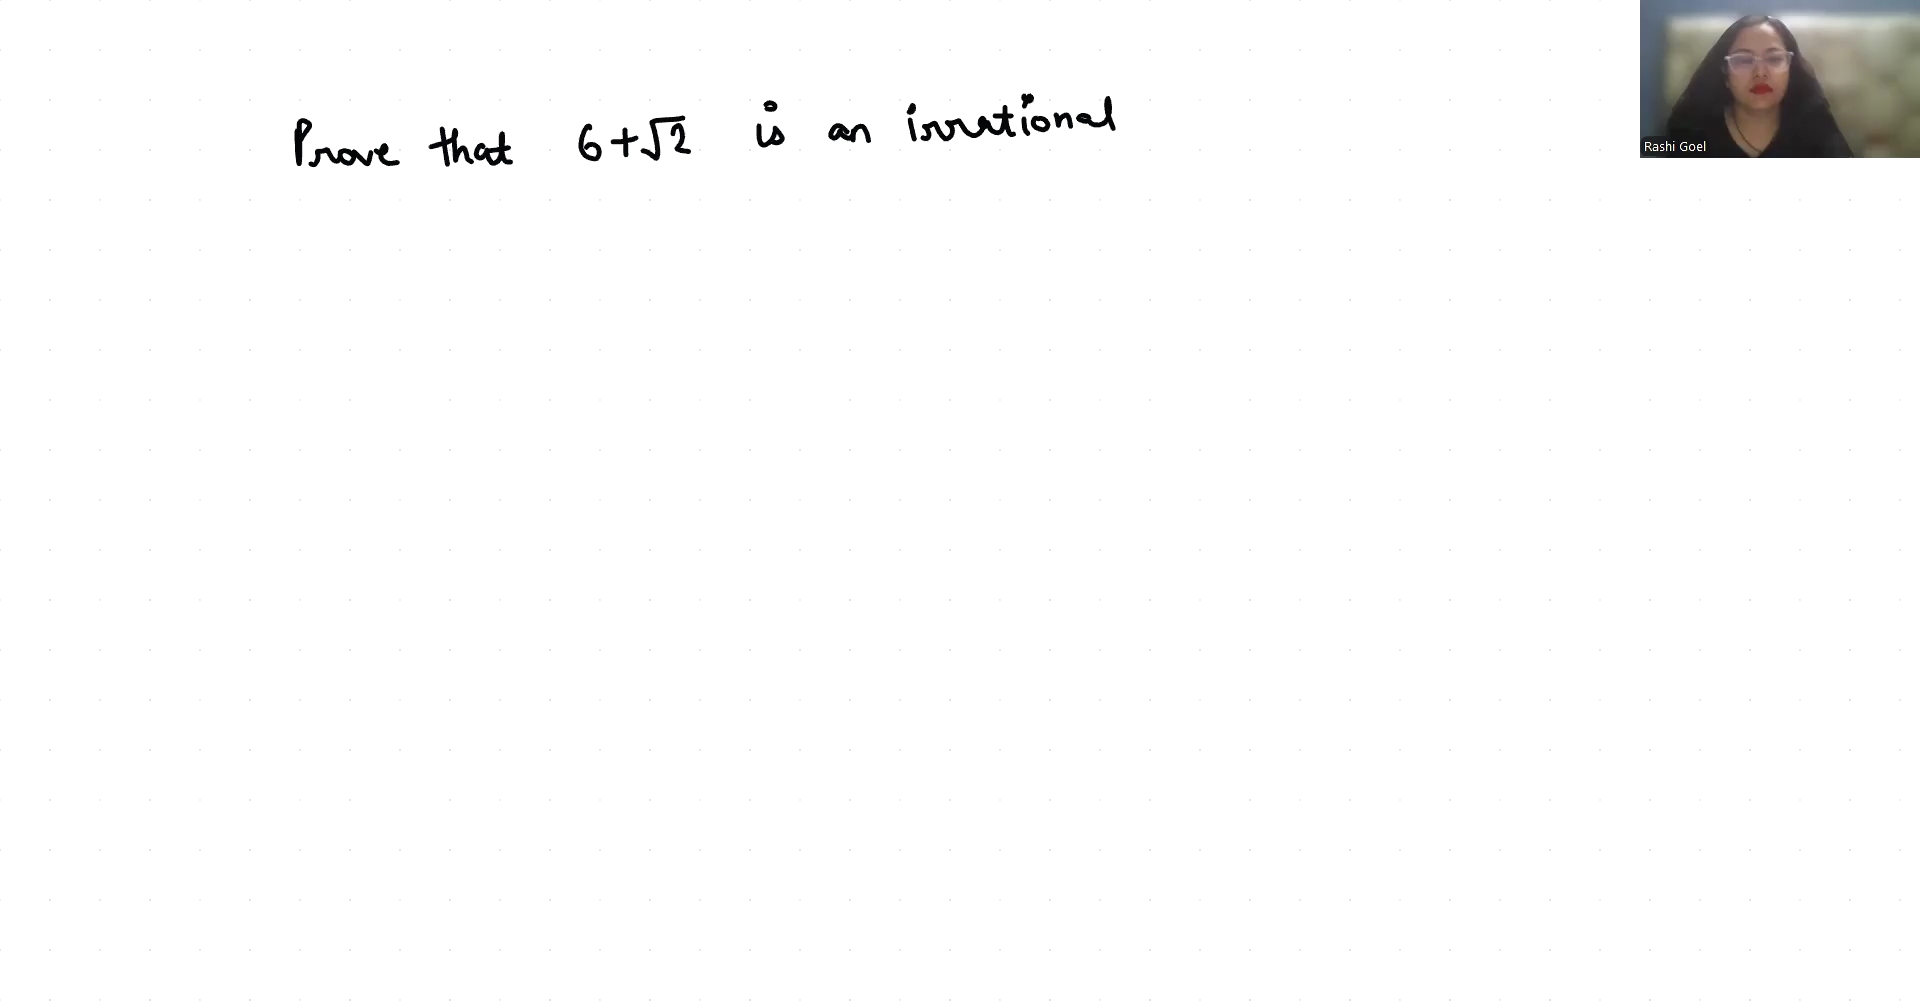 Prove that 6+√2 is an irrational
Rashi Goel